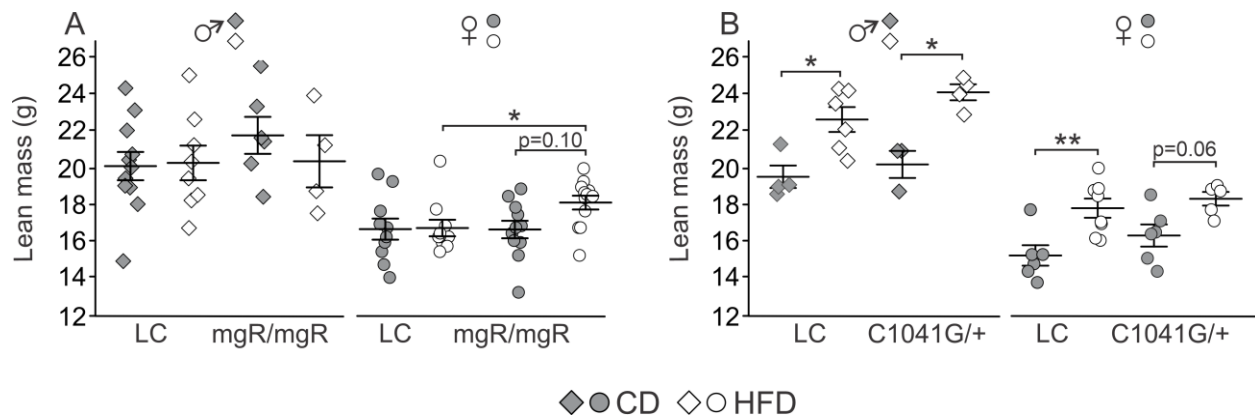 A
♂
♀
Lean mass (g)
26
24
22
20
18
16
14
12
*
p=0.10
LC
mgR/mgR
LC
mgR/mgR
B
♂
♀
Lean mass (g)
26
24
22
20
18
16
14
12
*
*
**
p=0.06
LC
C1041G/+
LC
C1041G/+
CD
HFD